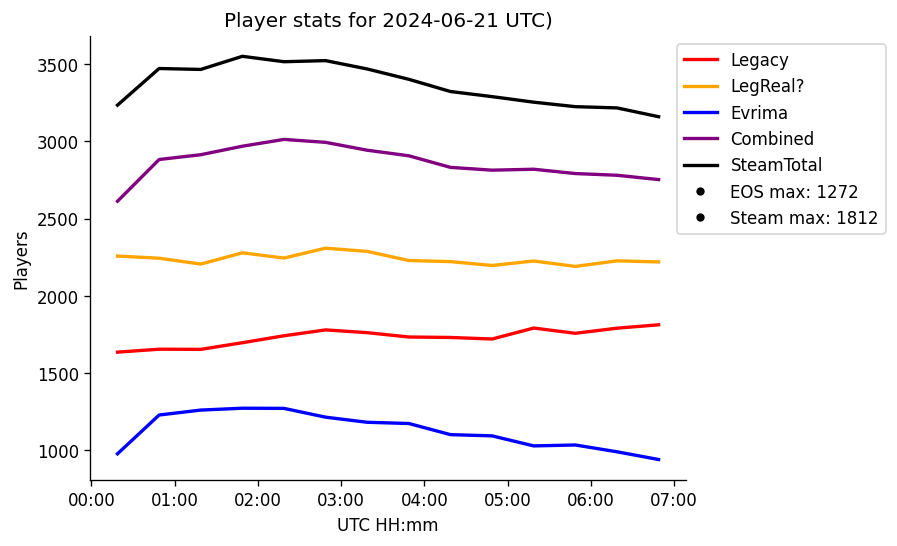 Player stats for 2024-06-21 UTC)
Legacy
LegReal?
Evrima
Combined
SteamTotal
EOS max: 1272
Steam max: 1812
Players
3500
3000
2500
2000
1500
1000
00:00 01:00 02:00 03:00 04:00 05:00 06:00 07:00
UTC HH:mm